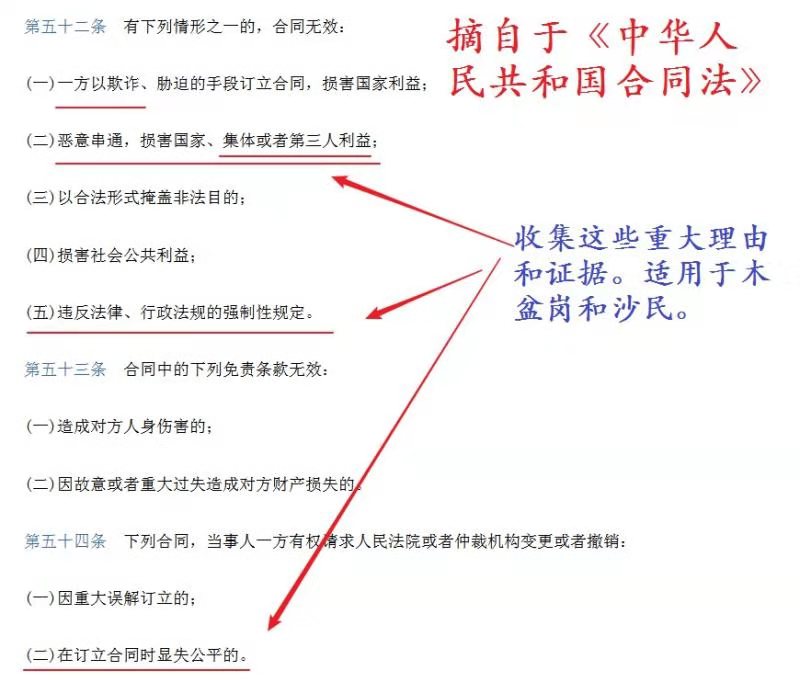 第五十二条 有下列情形之一的，合同无效：
(一)一方以欺诈、胁迫的手段订立合同，损害国家利益；
(二)恶意串通，损害国家、集体或者第三人利益；
(三)以合法形式掩盖非法目的；
(四)损害社会公共利益；
(五)违反法律、行政法规的强制性规定。
第五十三条 合同中的下列免责条款无效：
(一)造成对方人身伤害的；
(二)因故意或者重大过失造成对方财产损失的。
第五十四条 下列合同，当事人一方有权请求人民法院或者仲裁机构变更或者撤销：
(一)因重大误解订立的；
(二)在订立合同时显失公平的。
摘自于《中华人
民共和国合同法》
收集这些重大理由
和证据。适用于木
盆岗和沙民。